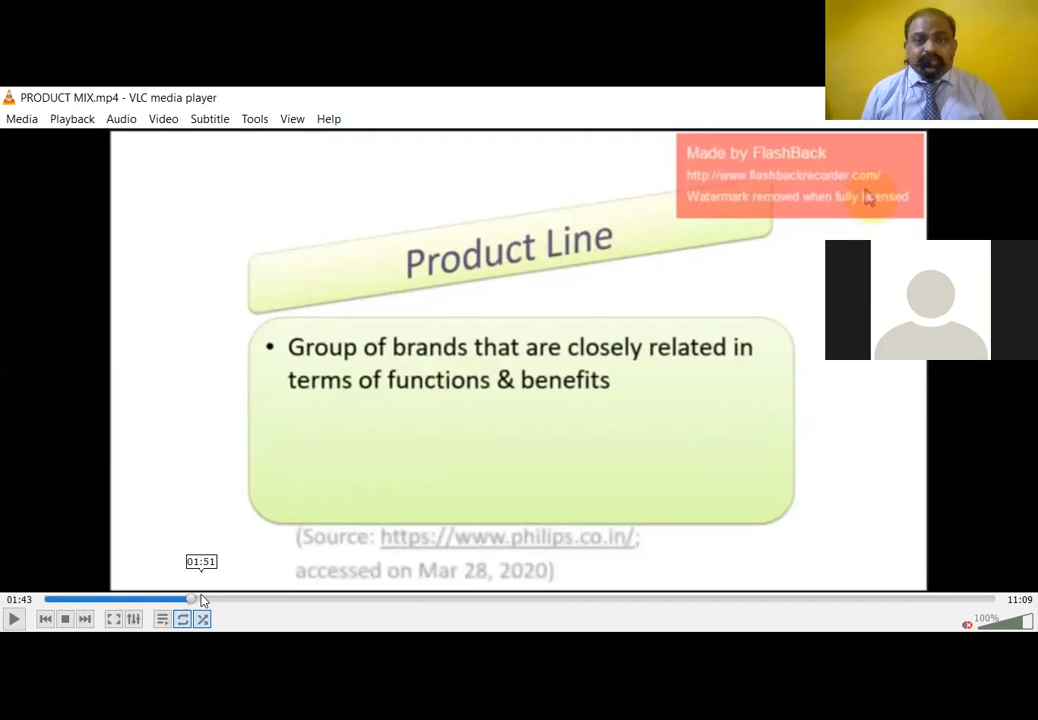 PRODUCT MIX.mp4 - VLC media player
Media Playback Audio Video Subtitle Tools View Help
Made by FlashBack
http://www.flashbackrecorder.com/
Watermark removed when fully licensed
Product Line
• Group of brands that are closely related in
terms of functions & benefits
(Source: https://www.philips.co.in/;
accessed on Mar 28, 2020)
01:51
01:43
11:09
100%